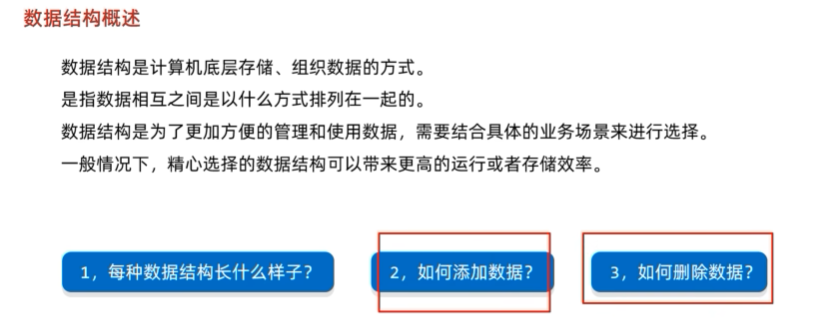 数据结构概述
数据结构是计算机底层存储、组织数据的方式。
是指数据相互之间是以什么方式排列在一起的。
数据结构是为了更加方便的管理和使用数据，需要结合具体的业务场景来进行选择。
一般情况下，精心选择的数据结构可以带来更高的运行或者存储效率。
1，每种数据结构长什么样子？
2，如何添加数据？
3，如何删除数据？